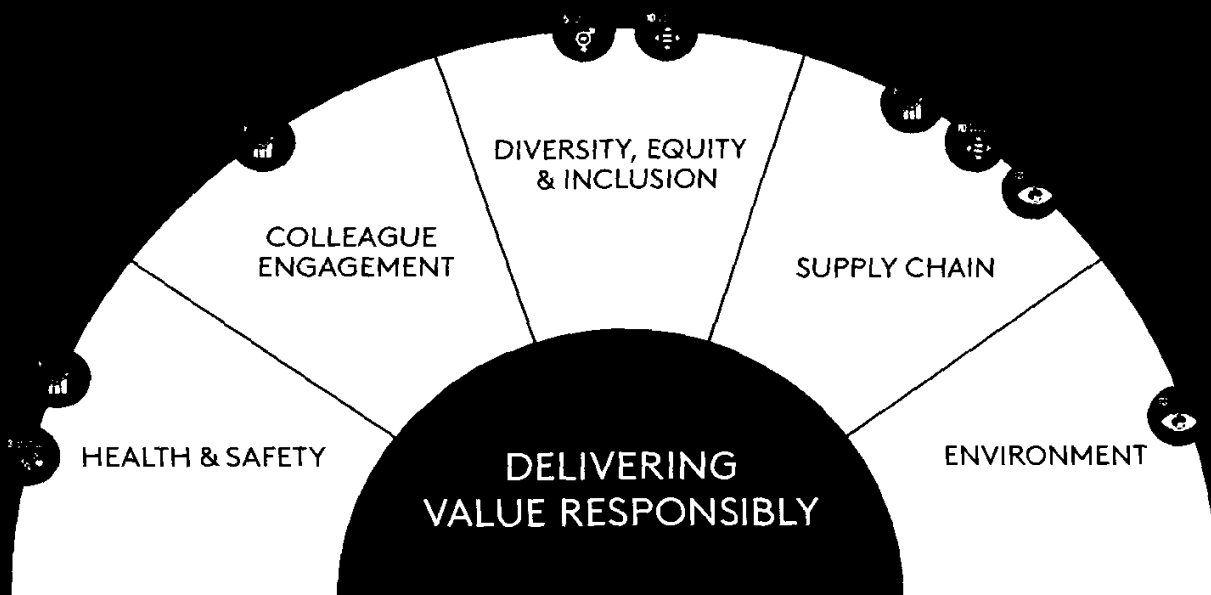 HEALTH & SAFETY
COLLEAGUE
ENGAGEMENT
DIVERSITY, EQUITY
& INCLUSION
SUPPLY CHAIN
ENVIRONMENT
DELIVERING
VALUE RESPONSIBLY